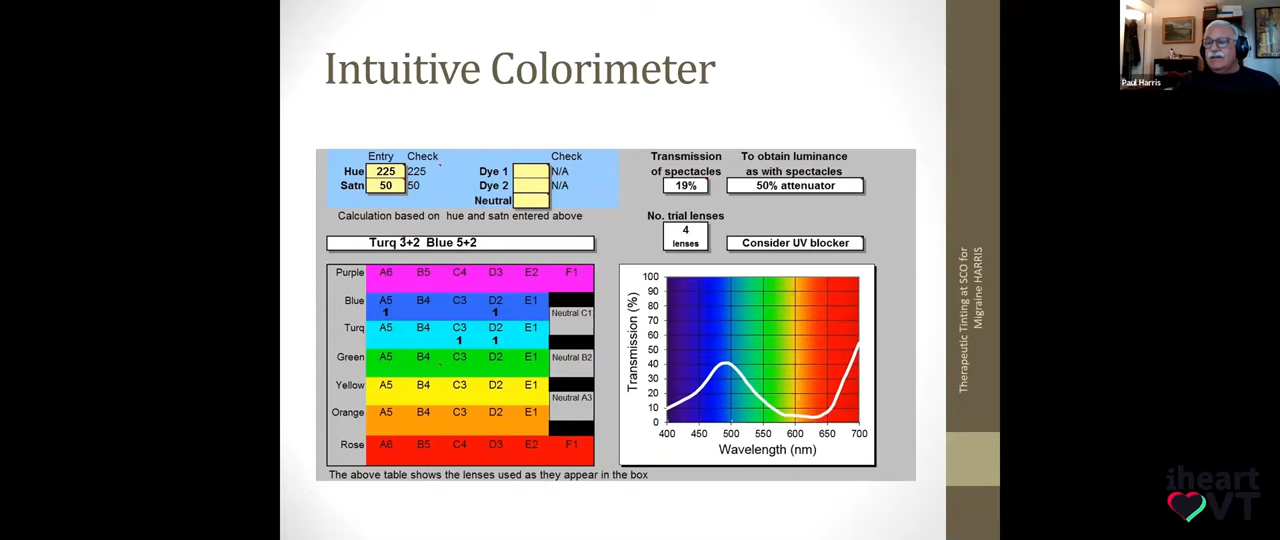 Intuitive Colorimeter
Paul Harris
Entry Check Check
Hue 225 225 Dye 1 N/A
Satn 50 50 Dye 2 N/A
Neutral
Calculation based on hue and satn entered above
Transmission of spectacles
19%
To obtain luminance as with spectacles
50% attenuator
No. trial lenses
4 lenses
Consider UV blocker
Turq 3+2 Blue 5+2
Purple A6 B5 C4 D3 E2 F1
Blue A5 B4 C3 D2 E1
1 1
Neutral C1
Turq A5 B4 C3 D2 E1
1 1
Green A5 B4 C3 D2 E1 Neutral B2
Yellow A5 B4 C3 D2 E1
Neutral A3
Orange A5 B4 C3 D2 E1
Rose A6 B5 C4 D3 E2 F1
The above table shows the lenses used as they appear in the box
Transmission (%)
100
90
80
70
60
50
40
30
20
10
0
400 450 500 550 600 650 700
Wavelength (nm)
Therapeutic Tinting at SCO for
Migraine HARRIS
iheart
VT